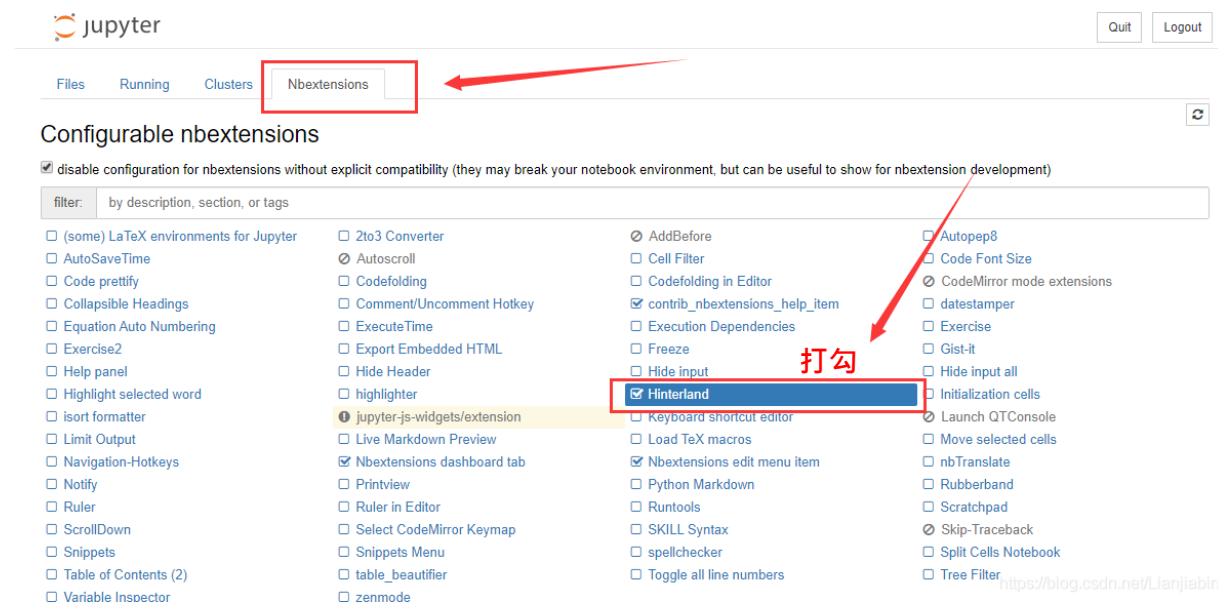 jupyter
Quit Logout
Files Running Clusters Nbextensions
Configurable nbextensions
disable configuration for nbextensions without explicit compatibility (they may break your notebook environment, but can be useful to show for nbextension development)
filter: by description, section, or tags
(some) LaTeX environments for Jupyter 2to3 Converter AddBefore Autopep8
AutoSaveTime Autoscroll Cell Filter Code Font Size
Code prettify Codefolding Codefolding in Editor CodeMirror mode extensions
Collapsible Headings Comment/Uncomment Hotkey contrib_nbextensions_help_item datestamper
Equation Auto Numbering ExecuteTime Execution Dependencies Exercise
Exercise2 Export Embedded HTML Freeze Gist-it
打勾
Help panel Hide Header Hide input Hide input all
Highlight selected word highlighter Hinterland Initialization cells
isort formatter jupyter-js-widgets/extension Keyboard shortcut editor Launch QTConsole
Limit Output Live Markdown Preview Load TeX macros Move selected cells
Navigation-Hotkeys Nbextensions dashboard tab Nbextensions edit menu item nbTranslate
Notify Printview Python Markdown Rubberband
Ruler Ruler in Editor Runtools Scratchpad
ScrollDown Select CodeMirror Keymap SKILL Syntax Skip-Traceback
Snippets Snippets Menu spellchecker Split Cells Notebook
Table of Contents (2) table_beautifier Toggle all line numbers Tree Filter
https://blog.csdn.net/Lianjiabin
Variable Inspector zenmode